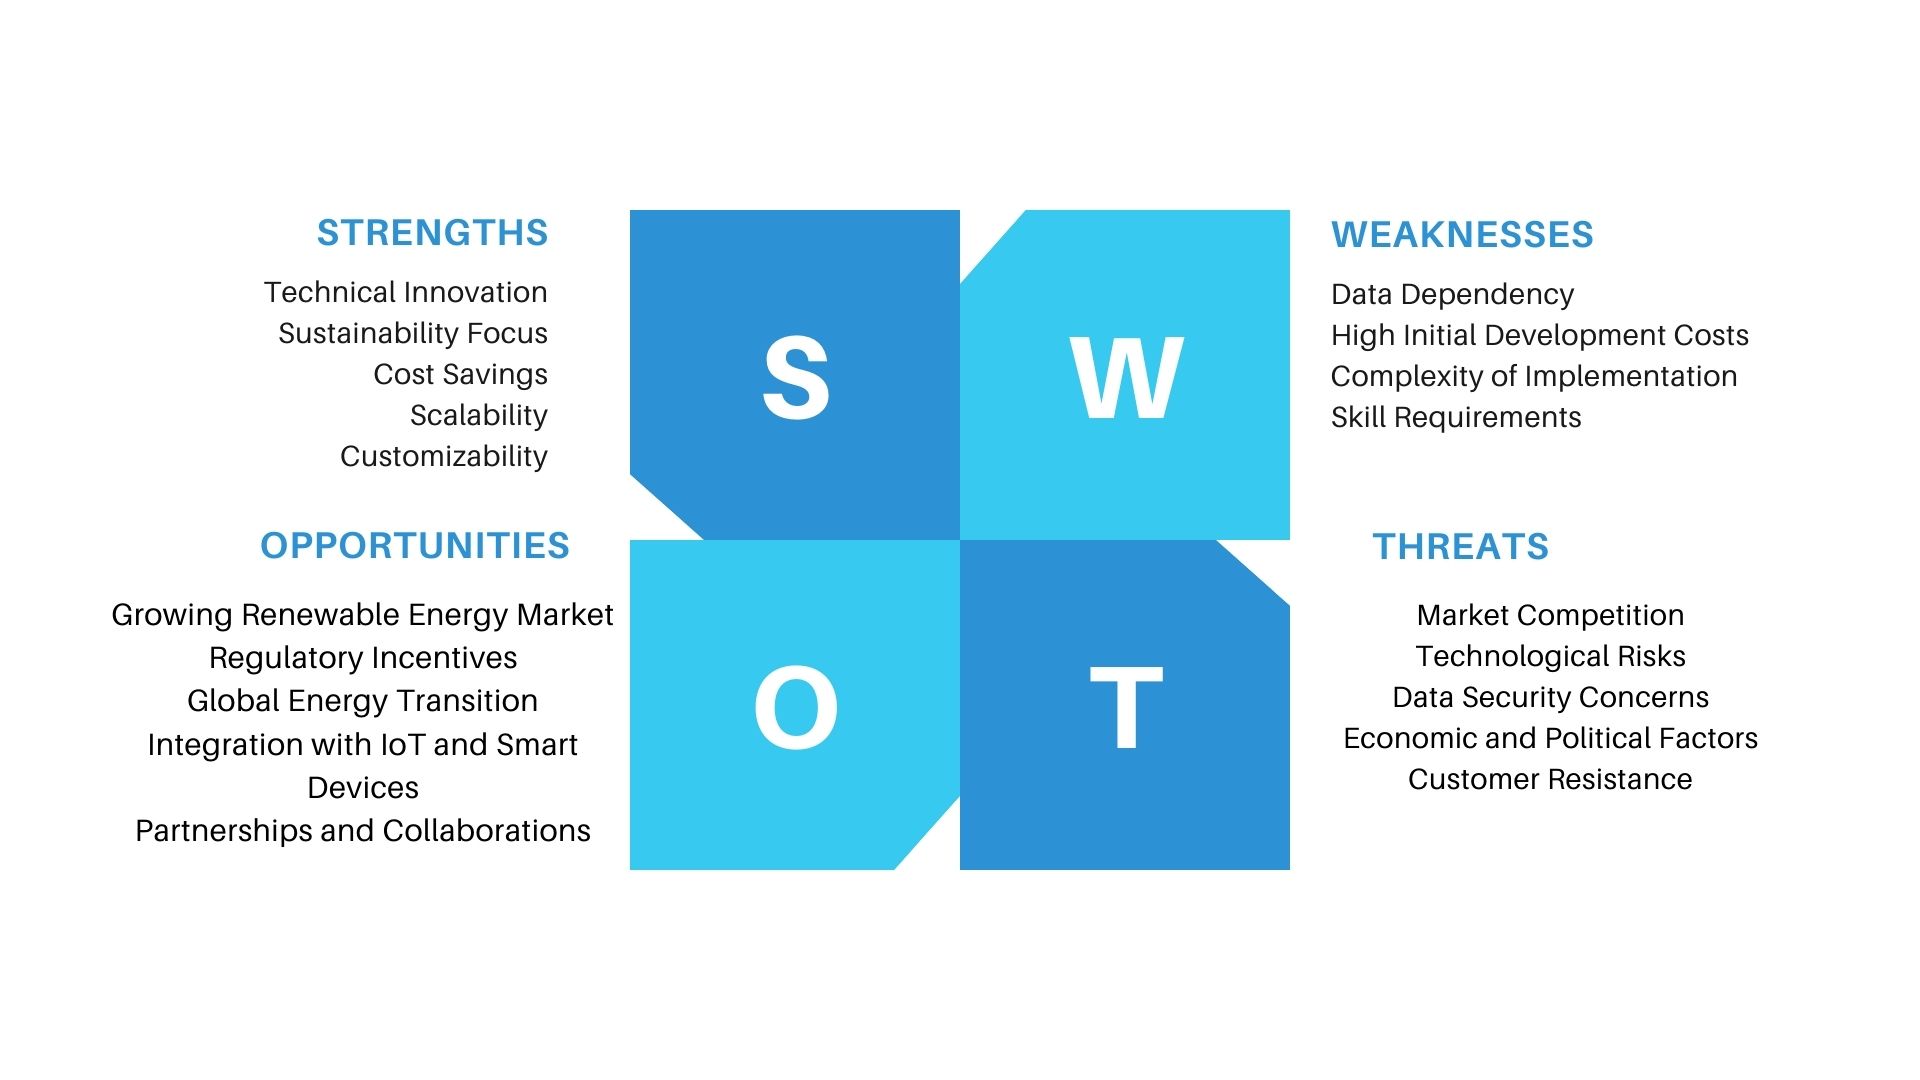 STRENGTHS
Technical Innovation
Sustainability Focus
Cost Savings
Scalability
Customizability
S
W
WEAKNESSES
Data Dependency
High Initial Development Costs
Complexity of Implementation
Skill Requirements
OPPORTUNITIES
Growing Renewable Energy Market
Regulatory Incentives
Global Energy Transition
Integration with IoT and Smart
Devices
Partnerships and Collaborations
O
T
THREATS
Market Competition
Technological Risks
Data Security Concerns
Economic and Political Factors
Customer Resistance